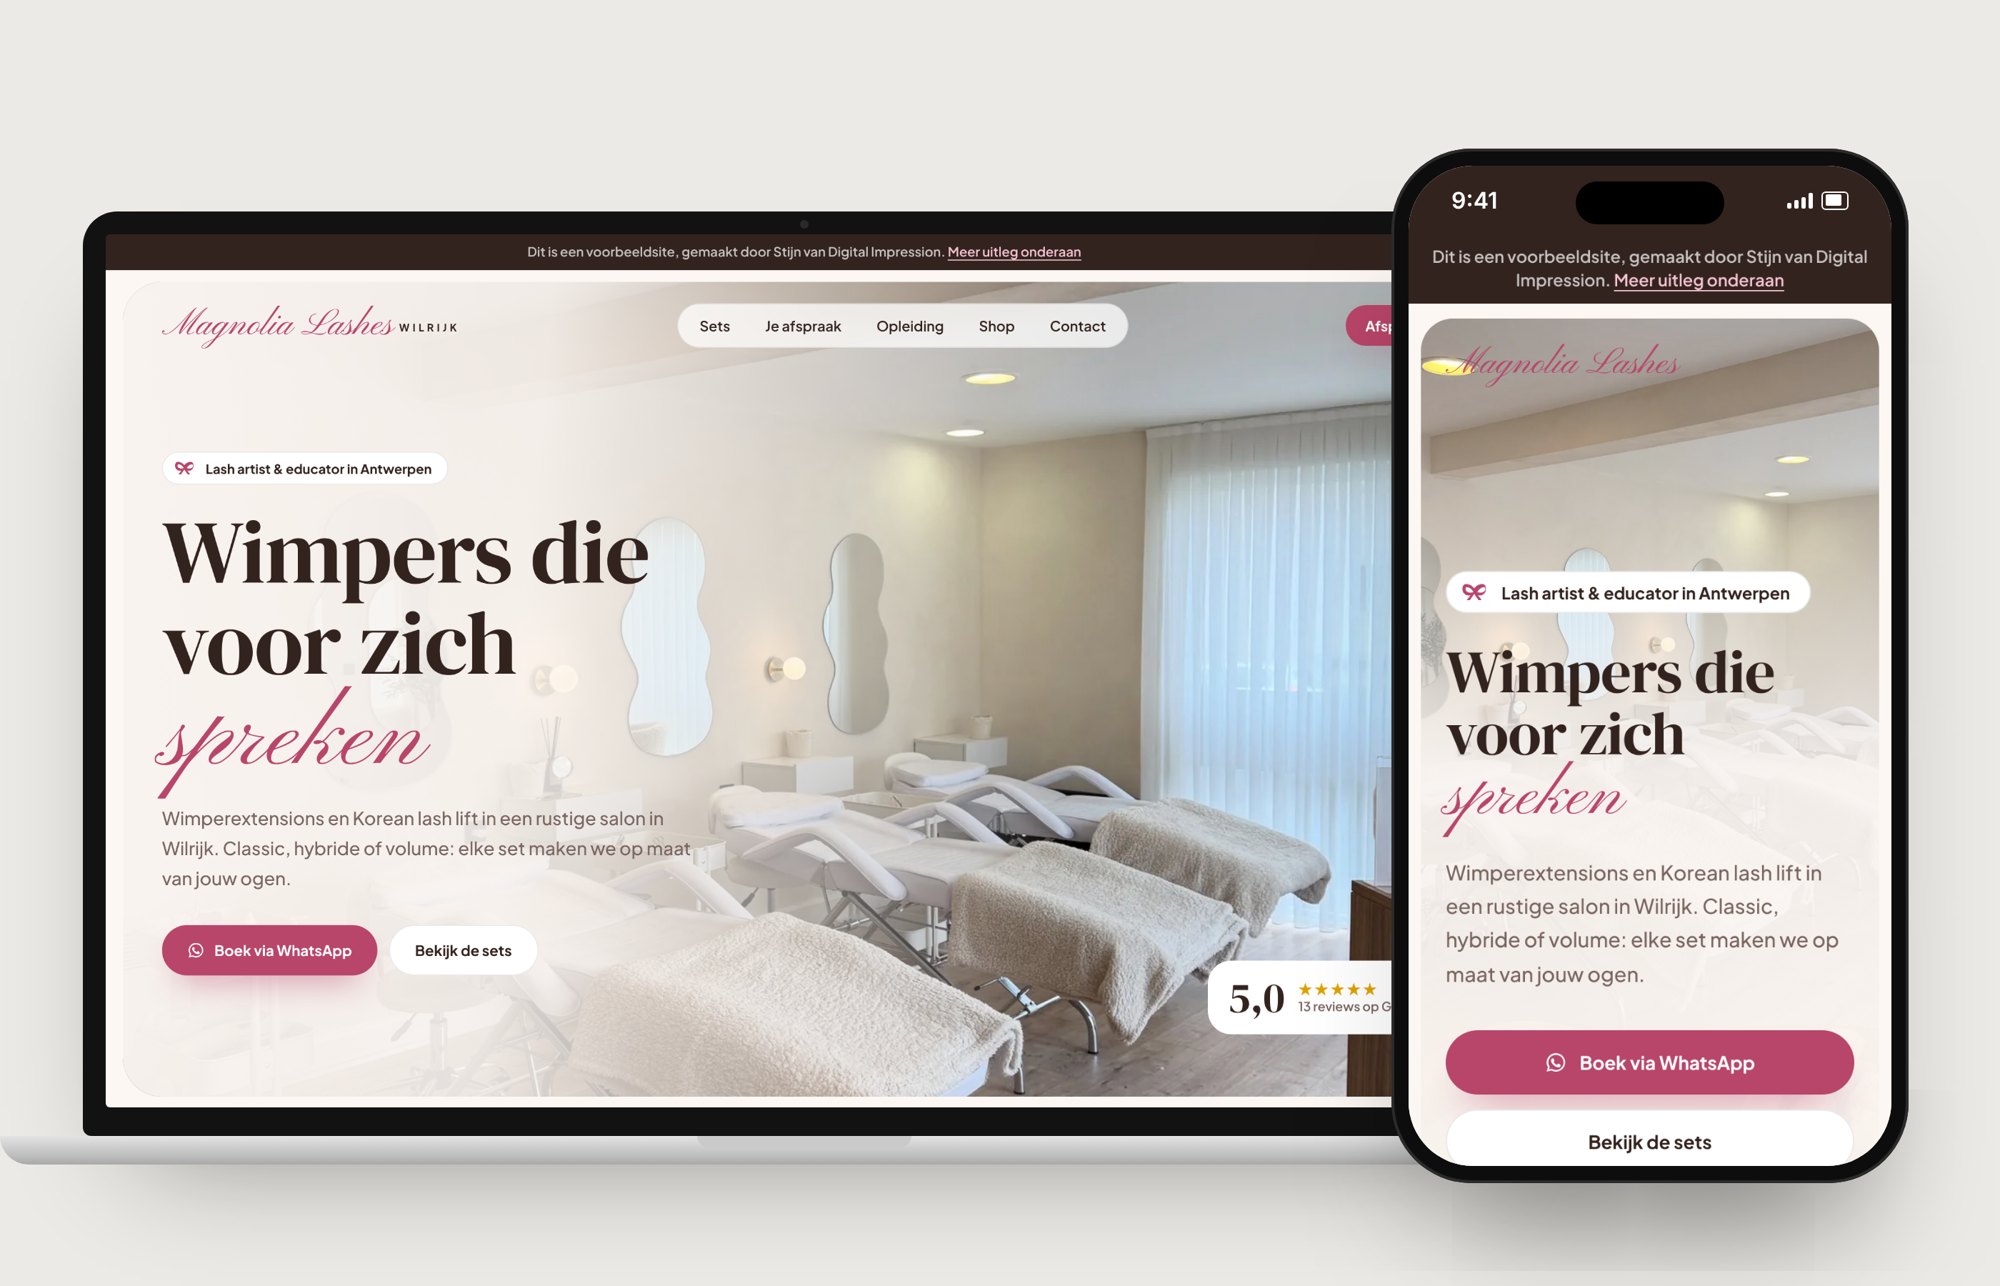 Dit is een voorbeeldsite, gemaakt door Stijn van Digital Impression. Meer uitleg onderaan
Magnolia Lashes WILRIJK
Sets Je afspraak Opleiding Shop Contact
Lash artist & educator in Antwerpen
Wimpers die
voor zich
spreken
Wimperextensions en Korean lash lift in een rustige salon in
Wilrijk. Classic, hybride of volume: elke set maken we op maat
van jouw ogen.
Boek via WhatsApp
Bekijk de sets
5,0
13 reviews op
9:41
Dit is een voorbeeldsite, gemaakt door Stijn van Digital
Impression. Meer uitleg onderaan
Magnolia Lashes
Lash artist & educator in Antwerpen
Wimpers die
voor zich
spreken
Wimperextensions en Korean lash lift in
een rustige salon in Wilrijk. Classic,
hybride of volume: elke set maken we op
maat van jouw ogen.
Boek via WhatsApp
Bekijk de sets